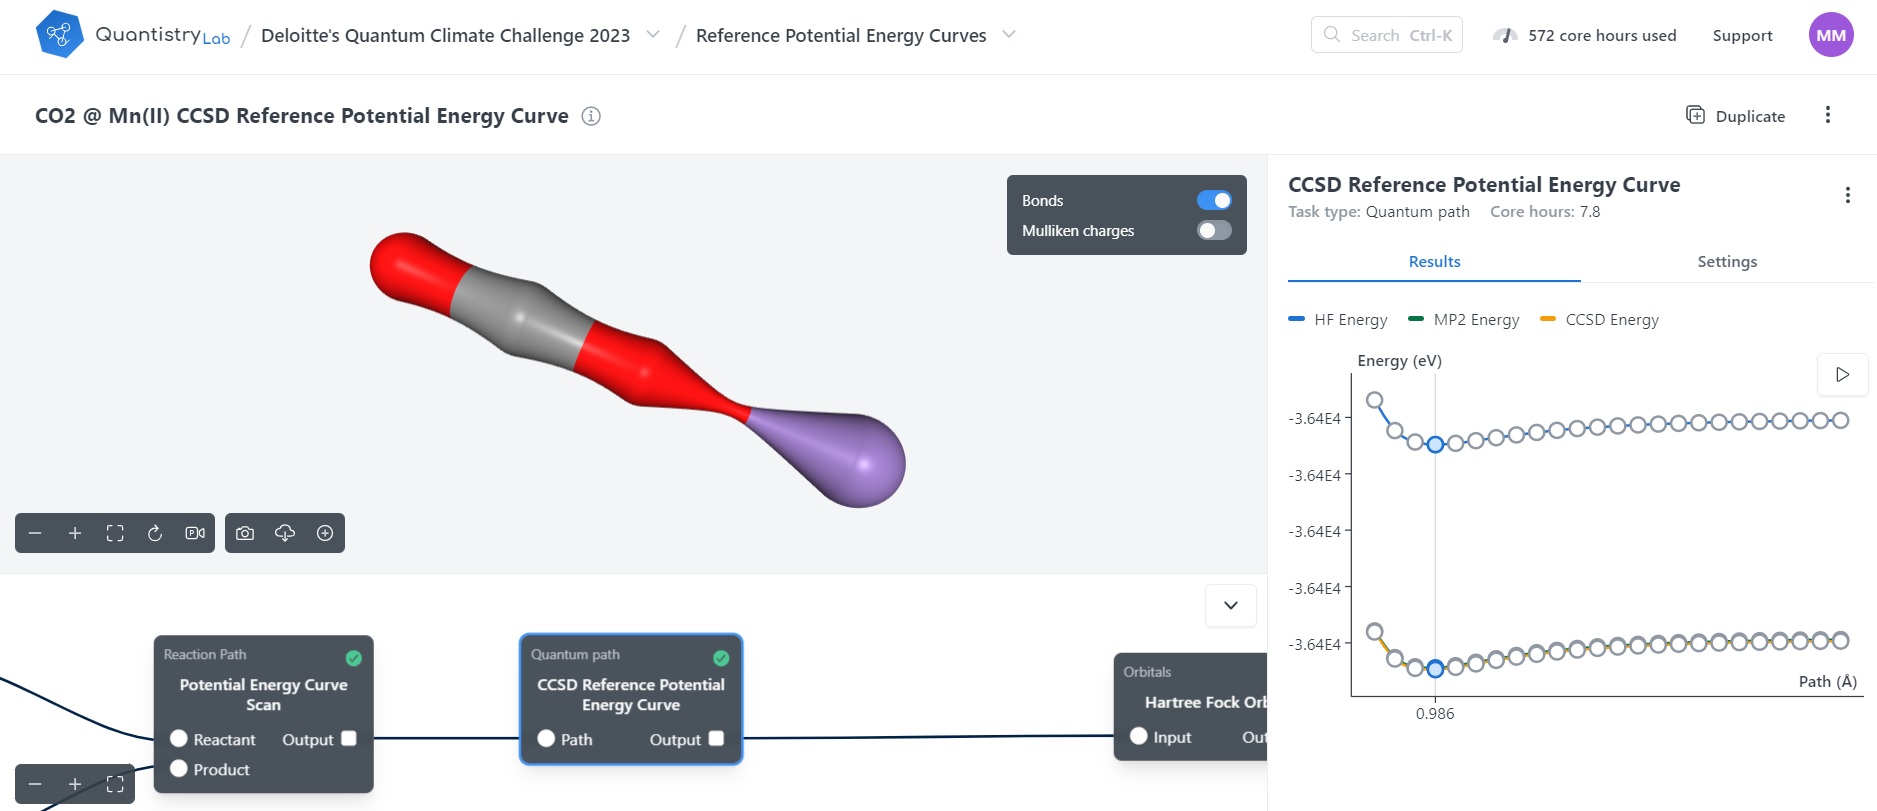 QuantistryLab / Deloitte's Quantum Climate Challenge 2023 / Reference Potential Energy Curves
Search Ctrl-K
572 core hours used
Support
MM
CO2 @ Mn(II) CCSD Reference Potential Energy Curve
Duplicate
Bonds
Mulliken charges
P
Reaction Path
Potential Energy Curve
Scan
Reactant Output
Product
Quantum path
CCSD Reference Potential
Energy Curve
Path Output
Orbitals
Hartree Fock Orb
Input Out
CCSD Reference Potential Energy Curve
Task type: Quantum path Core hours: 7.8
Results Settings
HF Energy MP2 Energy CCSD Energy
Energy (eV)
-3.64E4
-3.64E4
-3.64E4
-3.64E4
-3.64E4
Path (Å)
0.986